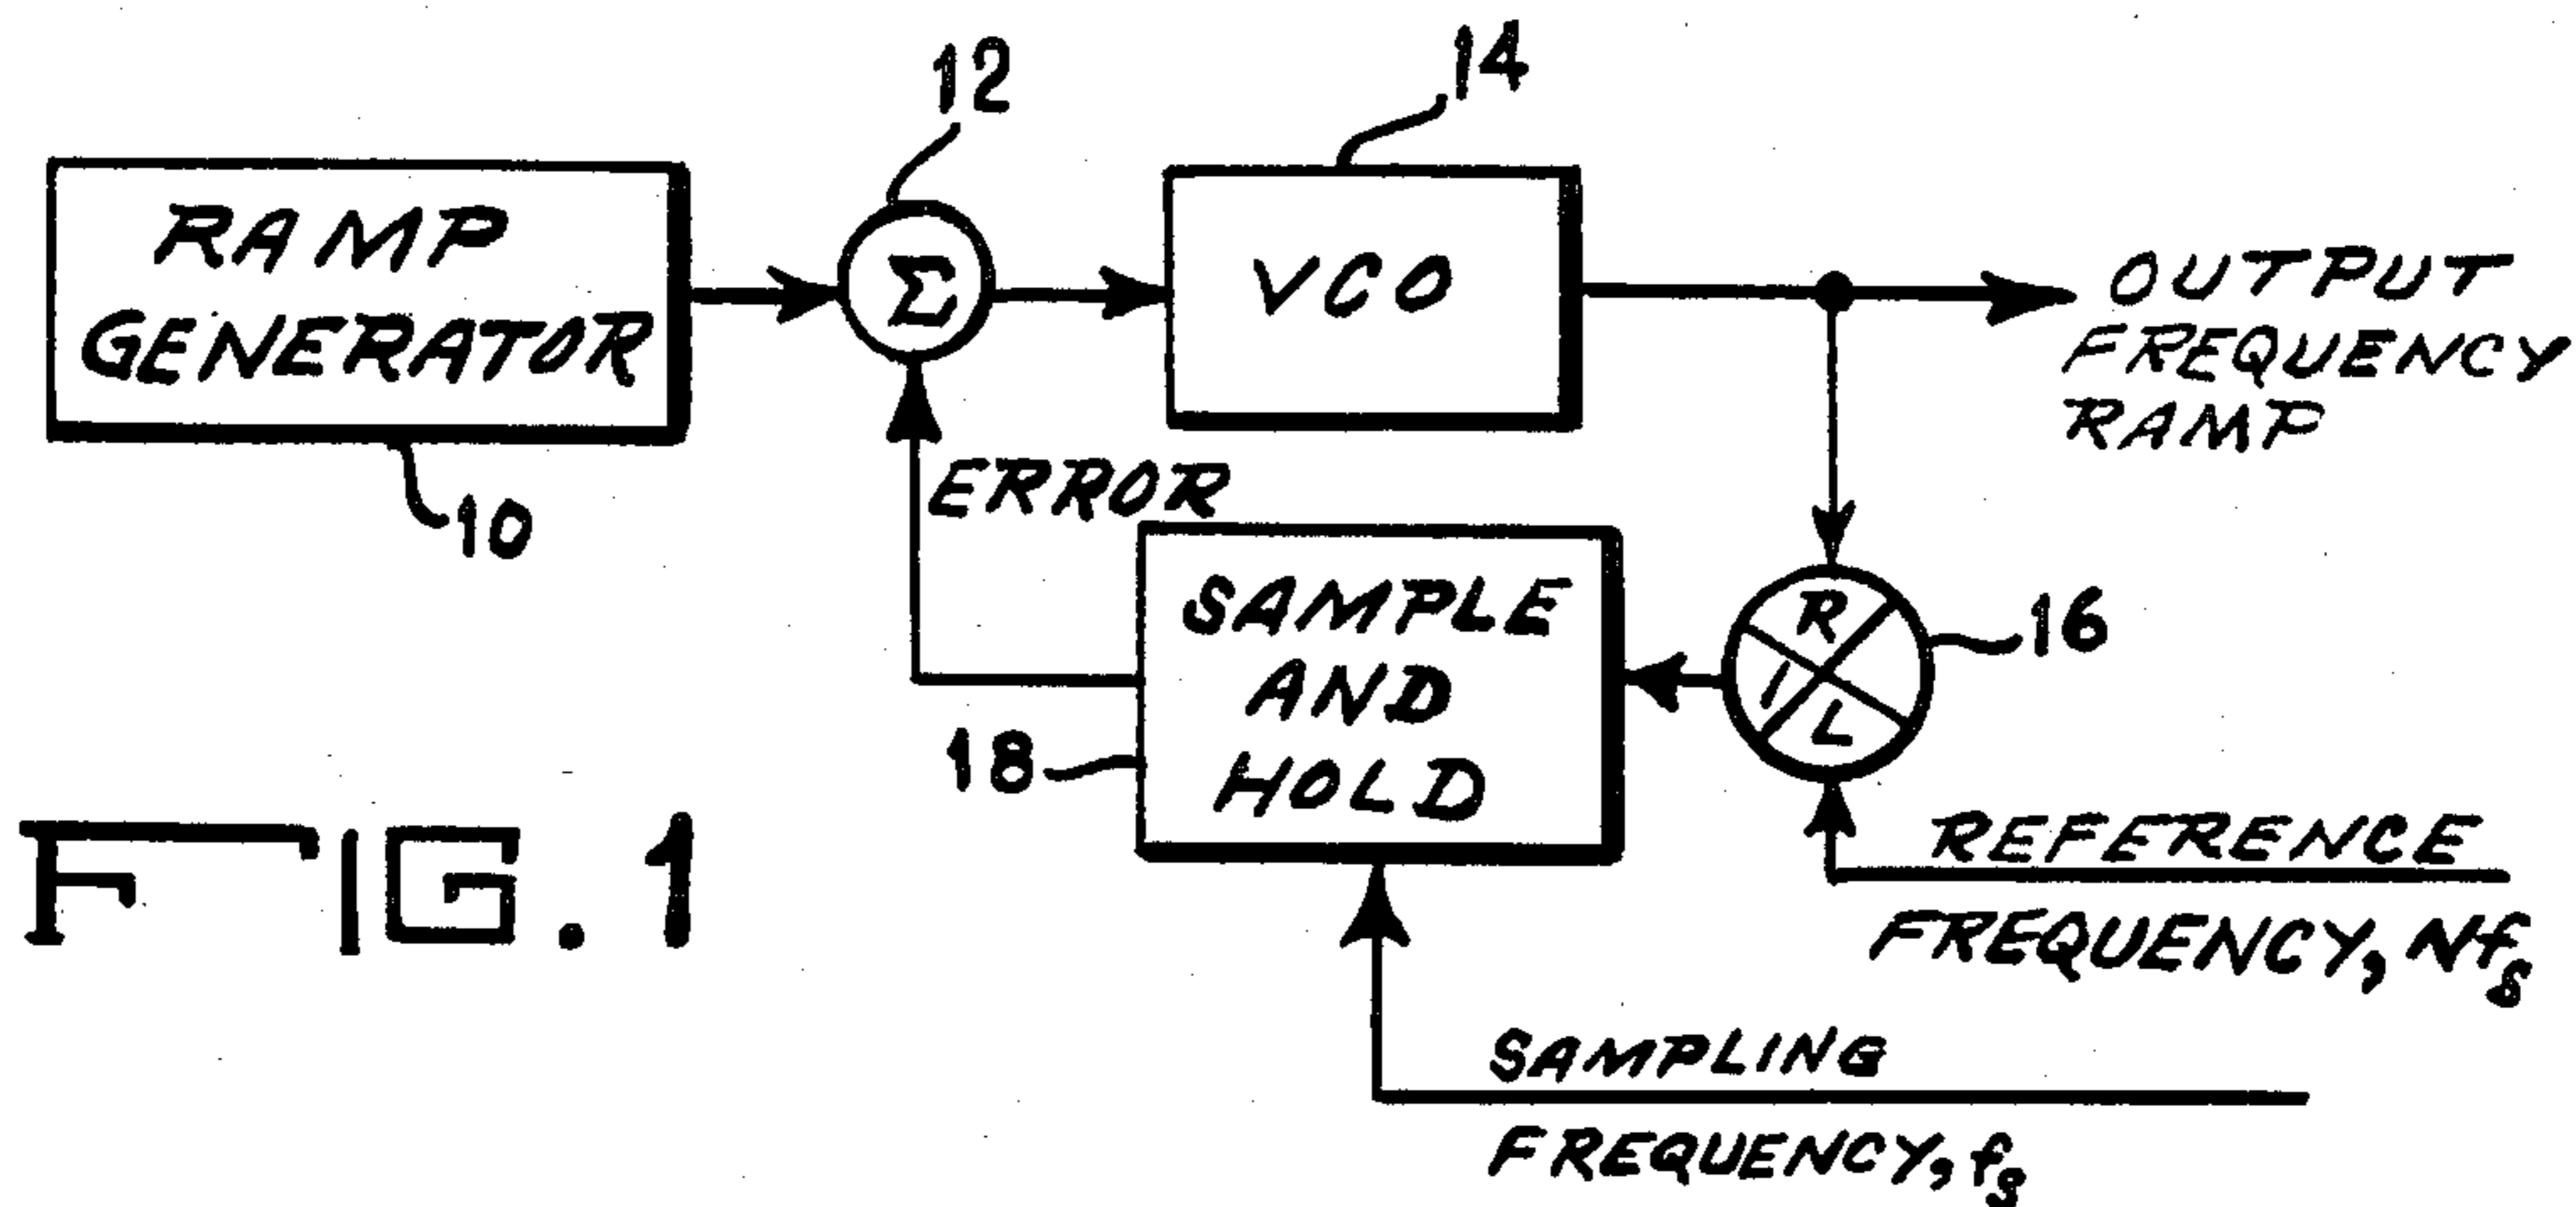 12
14
RAMP
GENERATOR
10
Σ
VCO
OUTPUT
FREQUENCY
RAMP
ERROR
SAMPLE
AND
HOLD
18
R
I
L
16
REFERENCE
FREQUENCY, Nfs
SAMPLING
FREQUENCY, fs
FIG. 1